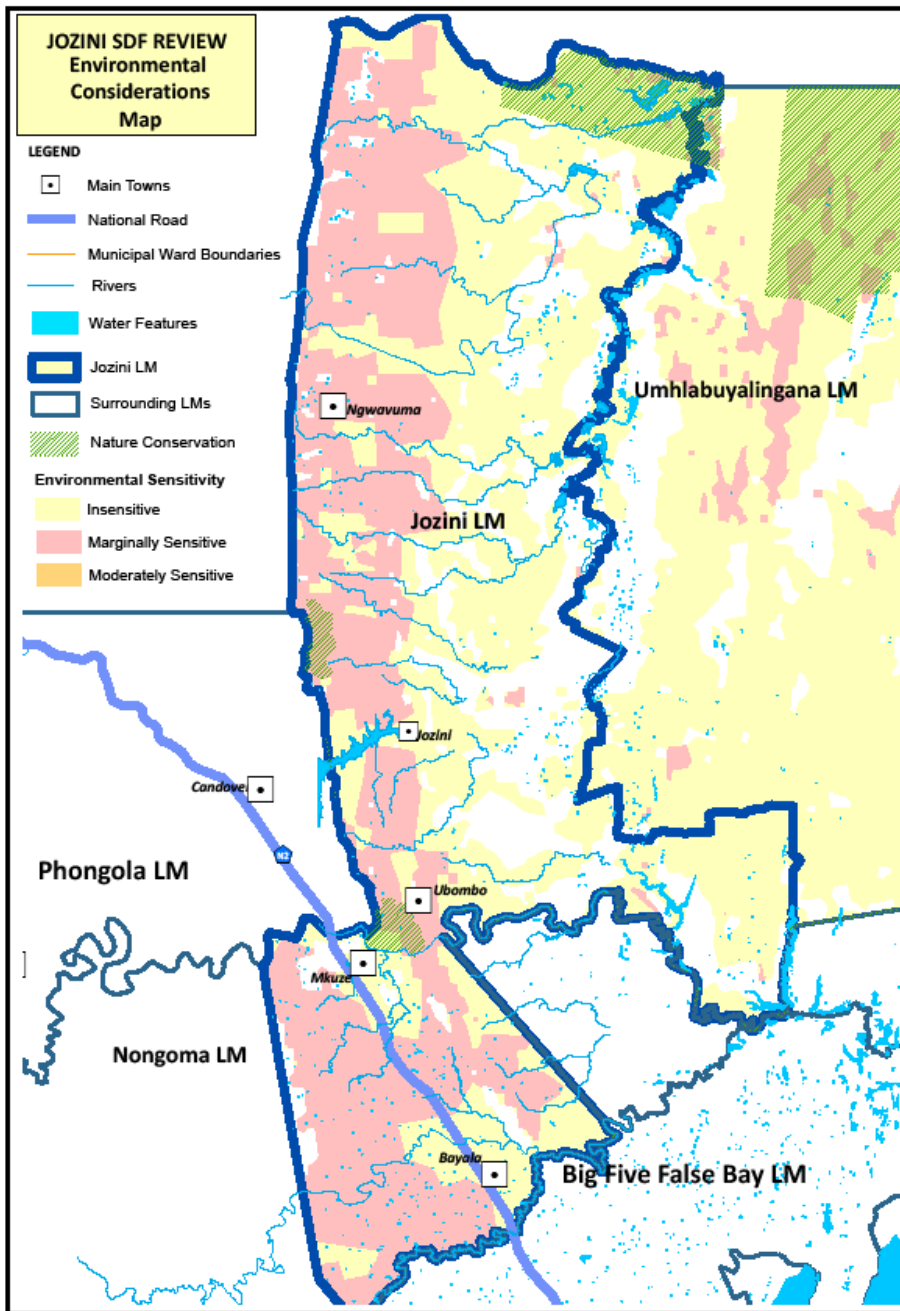 JOZINI SDF REVIEW
Environmental
Considerations
Map
LEGEND
Main Towns
National Road
Municipal Ward Boundaries
Rivers
Water Features
Jozini LM
Surrounding LMs
Nature Conservation
Environmental Sensitivity
Insensitive
Marginally Sensitive
Moderately Sensitive
Umhlabuyalingana LM
Ngwavuma
Jozini LM
Jozini
Candover
N2
Phongola LM
Ubombo
Mkuze
Nongoma LM
Bayala
Big Five False Bay LM